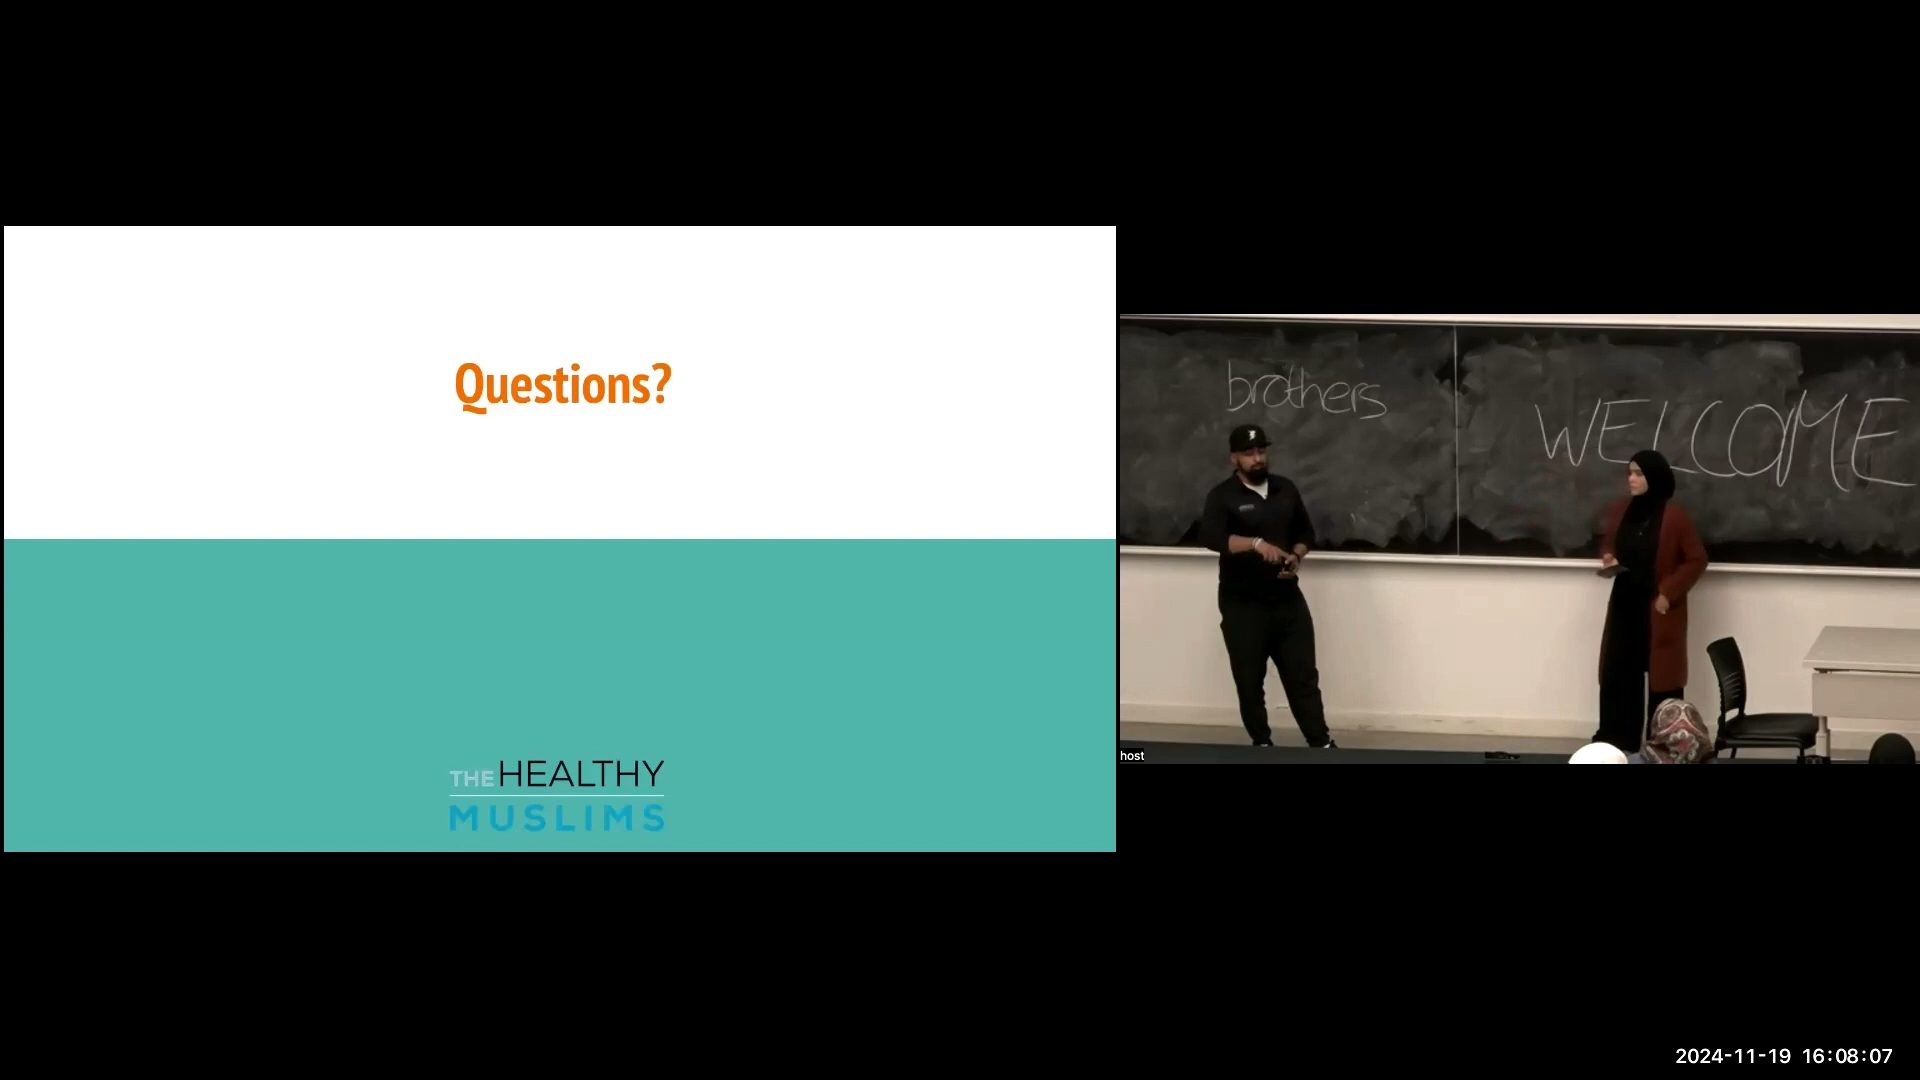 Questions?
THE HEALTHY
MUSLIMS
brothers
WELCOME
host
2024-11-19 16:08:07